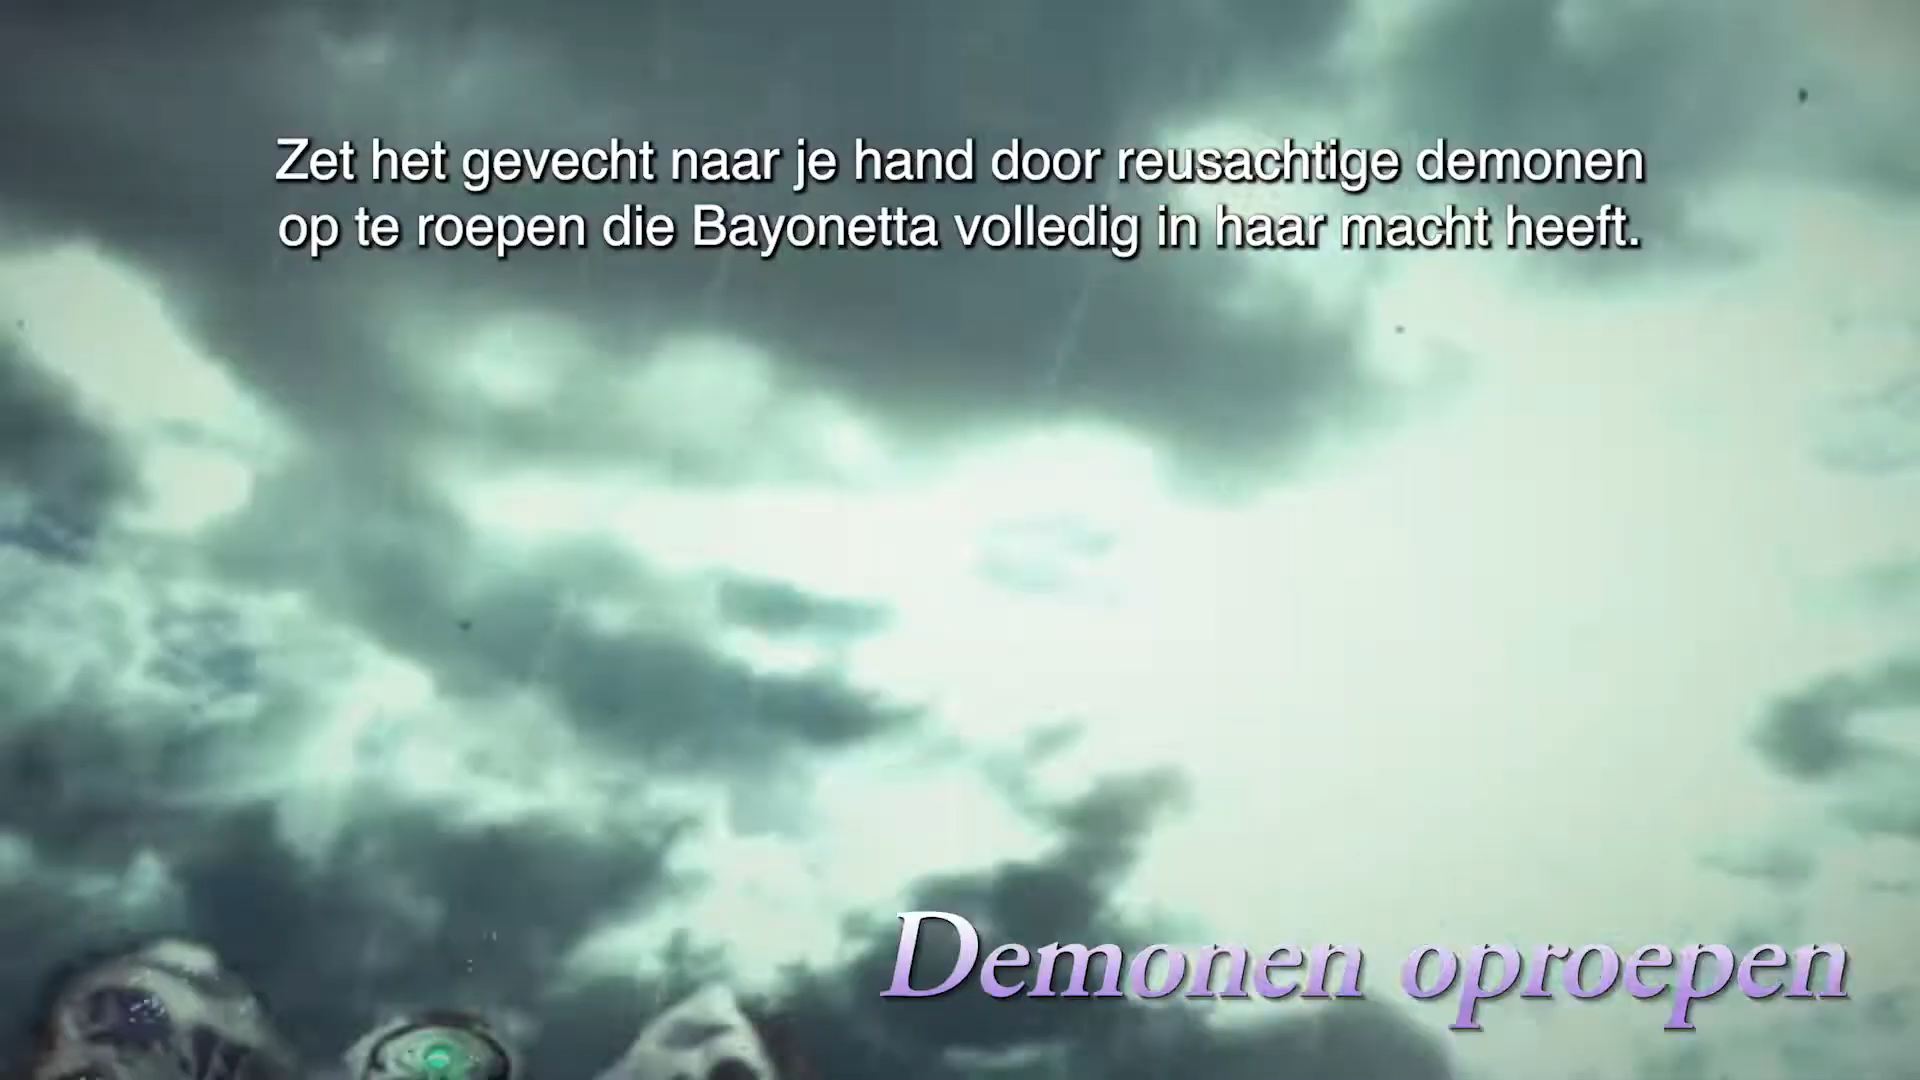 Zet het gevecht naar je hand door reusachtige demonen
op te roepen die Bayonetta volledig in haar macht heeft.
Demonen oproepen